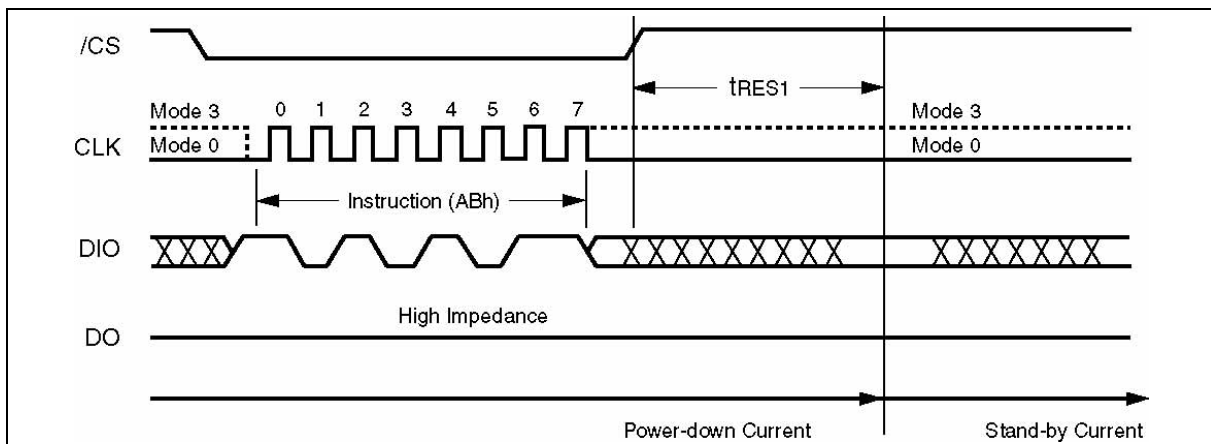 /CS
tRES1
Mode 3 0 1 2 3 4 5 6 7 Mode 3
CLK Mode 0 Mode 0
Instruction (ABh)
DIO
High Impedance
DO
Power-down Current Stand-by Current